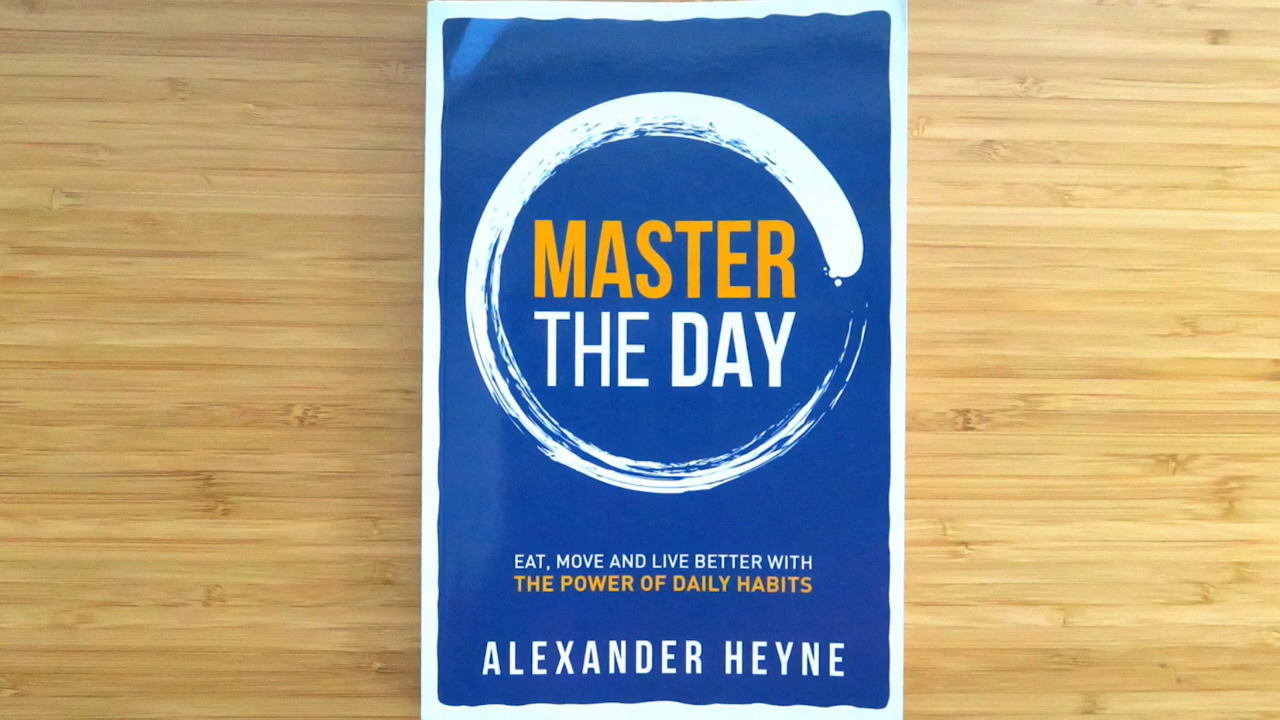 MASTER
THE DAY
EAT, MOVE AND LIVE BETTER WITH
THE POWER OF DAILY HABITS
ALEXANDER HEYNE